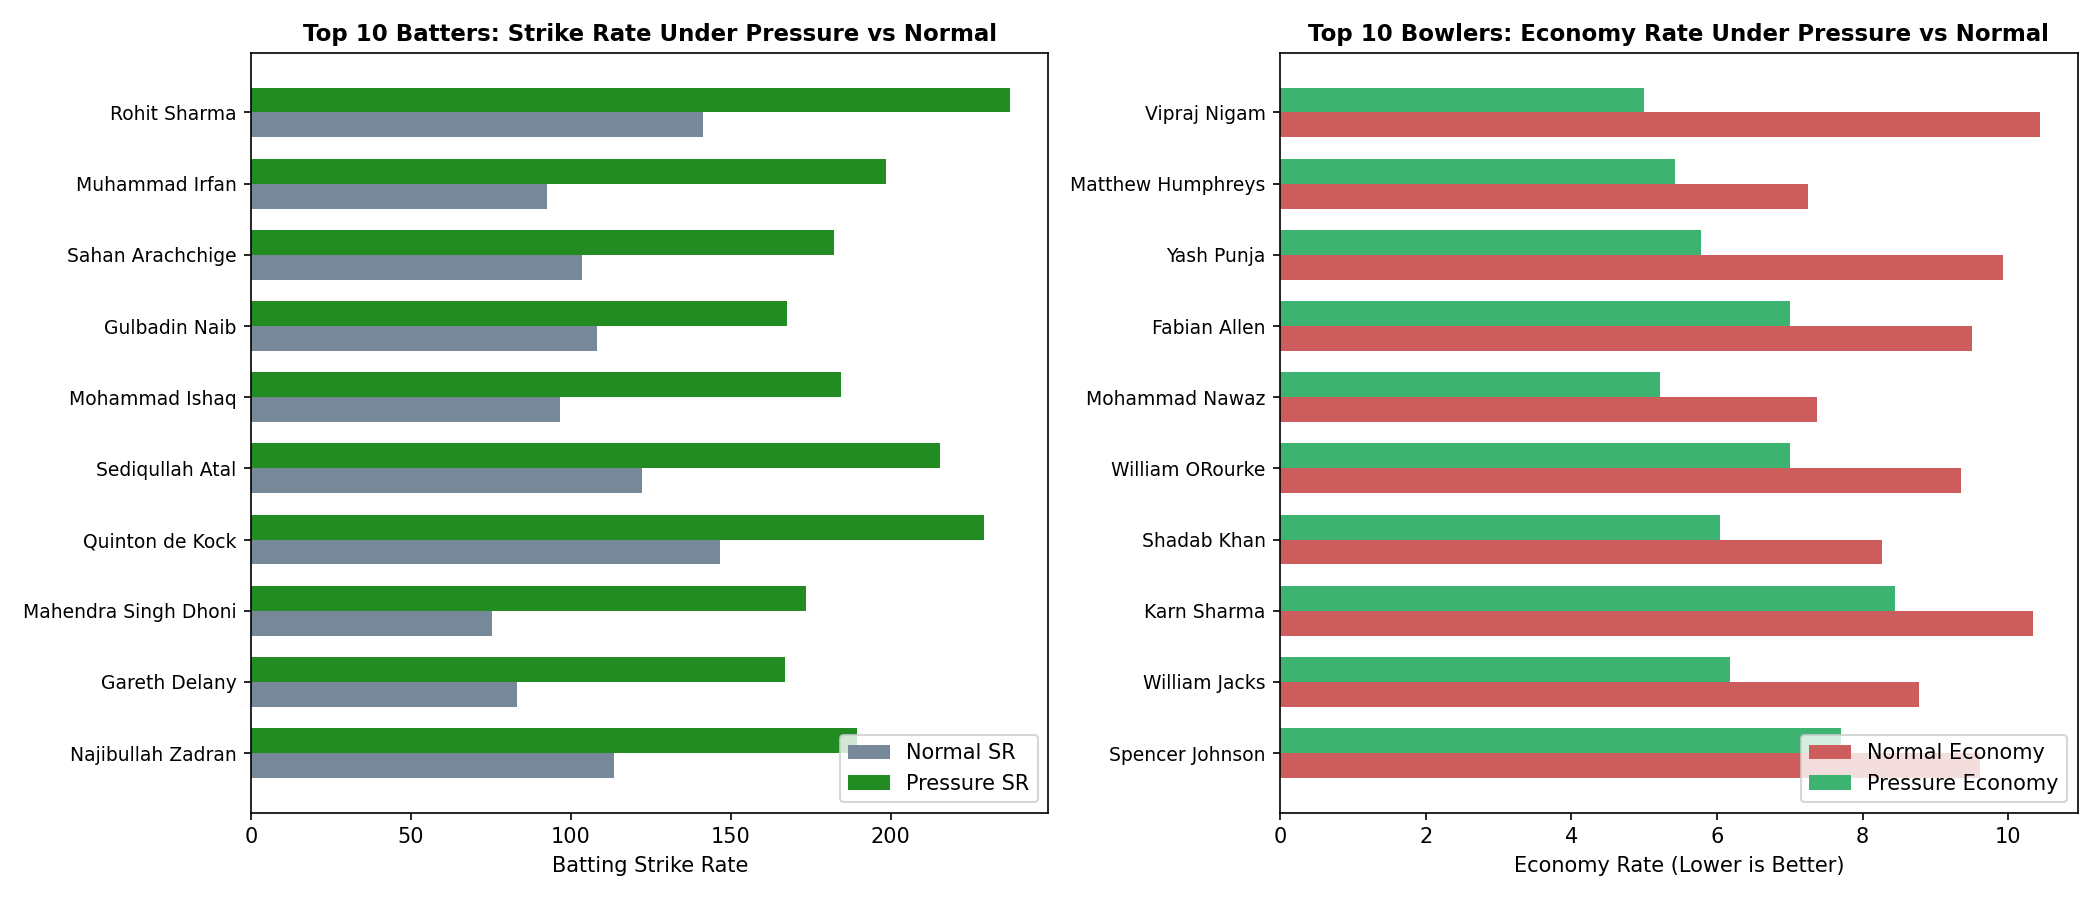 Top 10 Batters: Strike Rate Under Pressure vs Normal
Rohit Sharma
Muhammad Irfan
Sahan Arachchige
Gulbadin Naib
Mohammad Ishaq
Sediqullah Atal
Quinton de Kock
Mahendra Singh Dhoni
Gareth Delany
Najibullah Zadran
Normal SR
Pressure SR
0 50 100 150 200
Batting Strike Rate
Top 10 Bowlers: Economy Rate Under Pressure vs Normal
Vipraj Nigam
Matthew Humphreys
Yash Punja
Fabian Allen
Mohammad Nawaz
William ORourke
Shadab Khan
Karn Sharma
William Jacks
Spencer Johnson
Normal Economy
Pressure Economy
0 2 4 6 8 10
Economy Rate (Lower is Better)